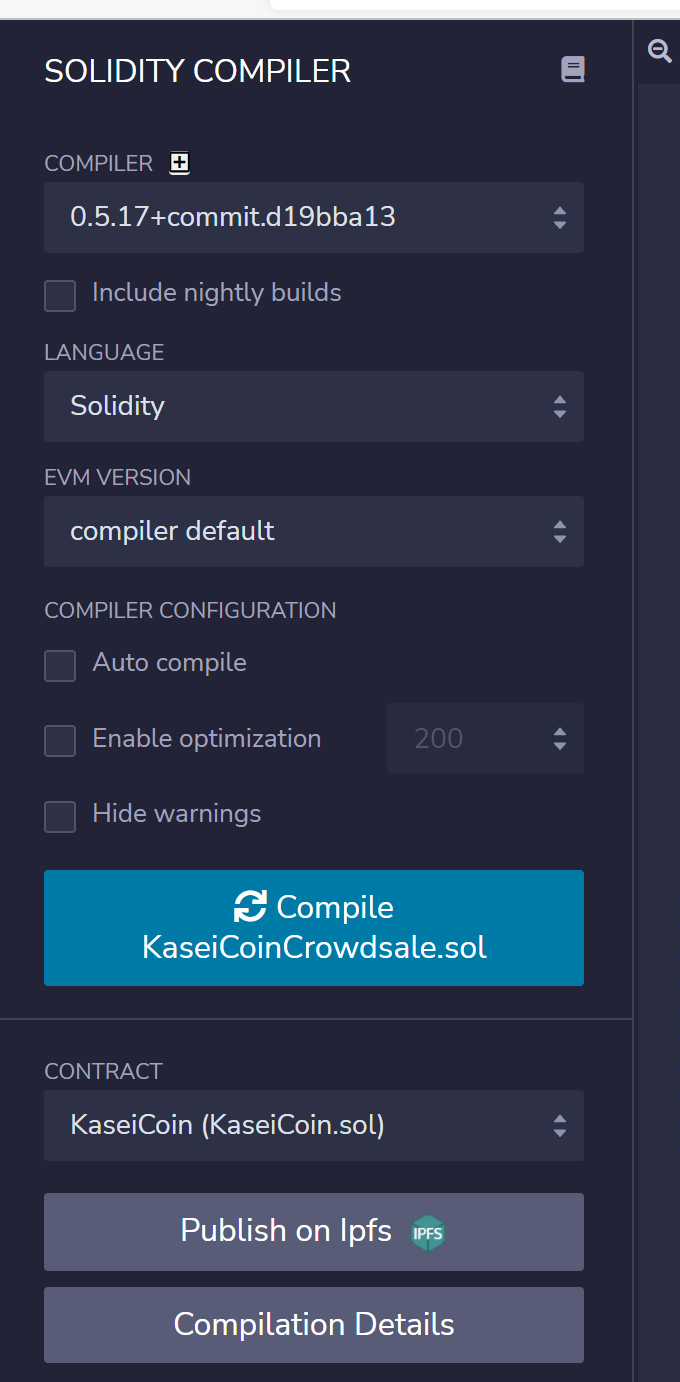 SOLIDITY COMPILER
COMPILER
0.5.17+commit.d19bba13
Include nightly builds
LANGUAGE
Solidity
EVM VERSION
compiler default
COMPILER CONFIGURATION
Auto compile
Enable optimization 200
Hide warnings
Compile
KaseiCoinCrowdsale.sol
CONTRACT
KaseiCoin (KaseiCoin.sol)
Publish on Ipfs IPFS
Compilation Details